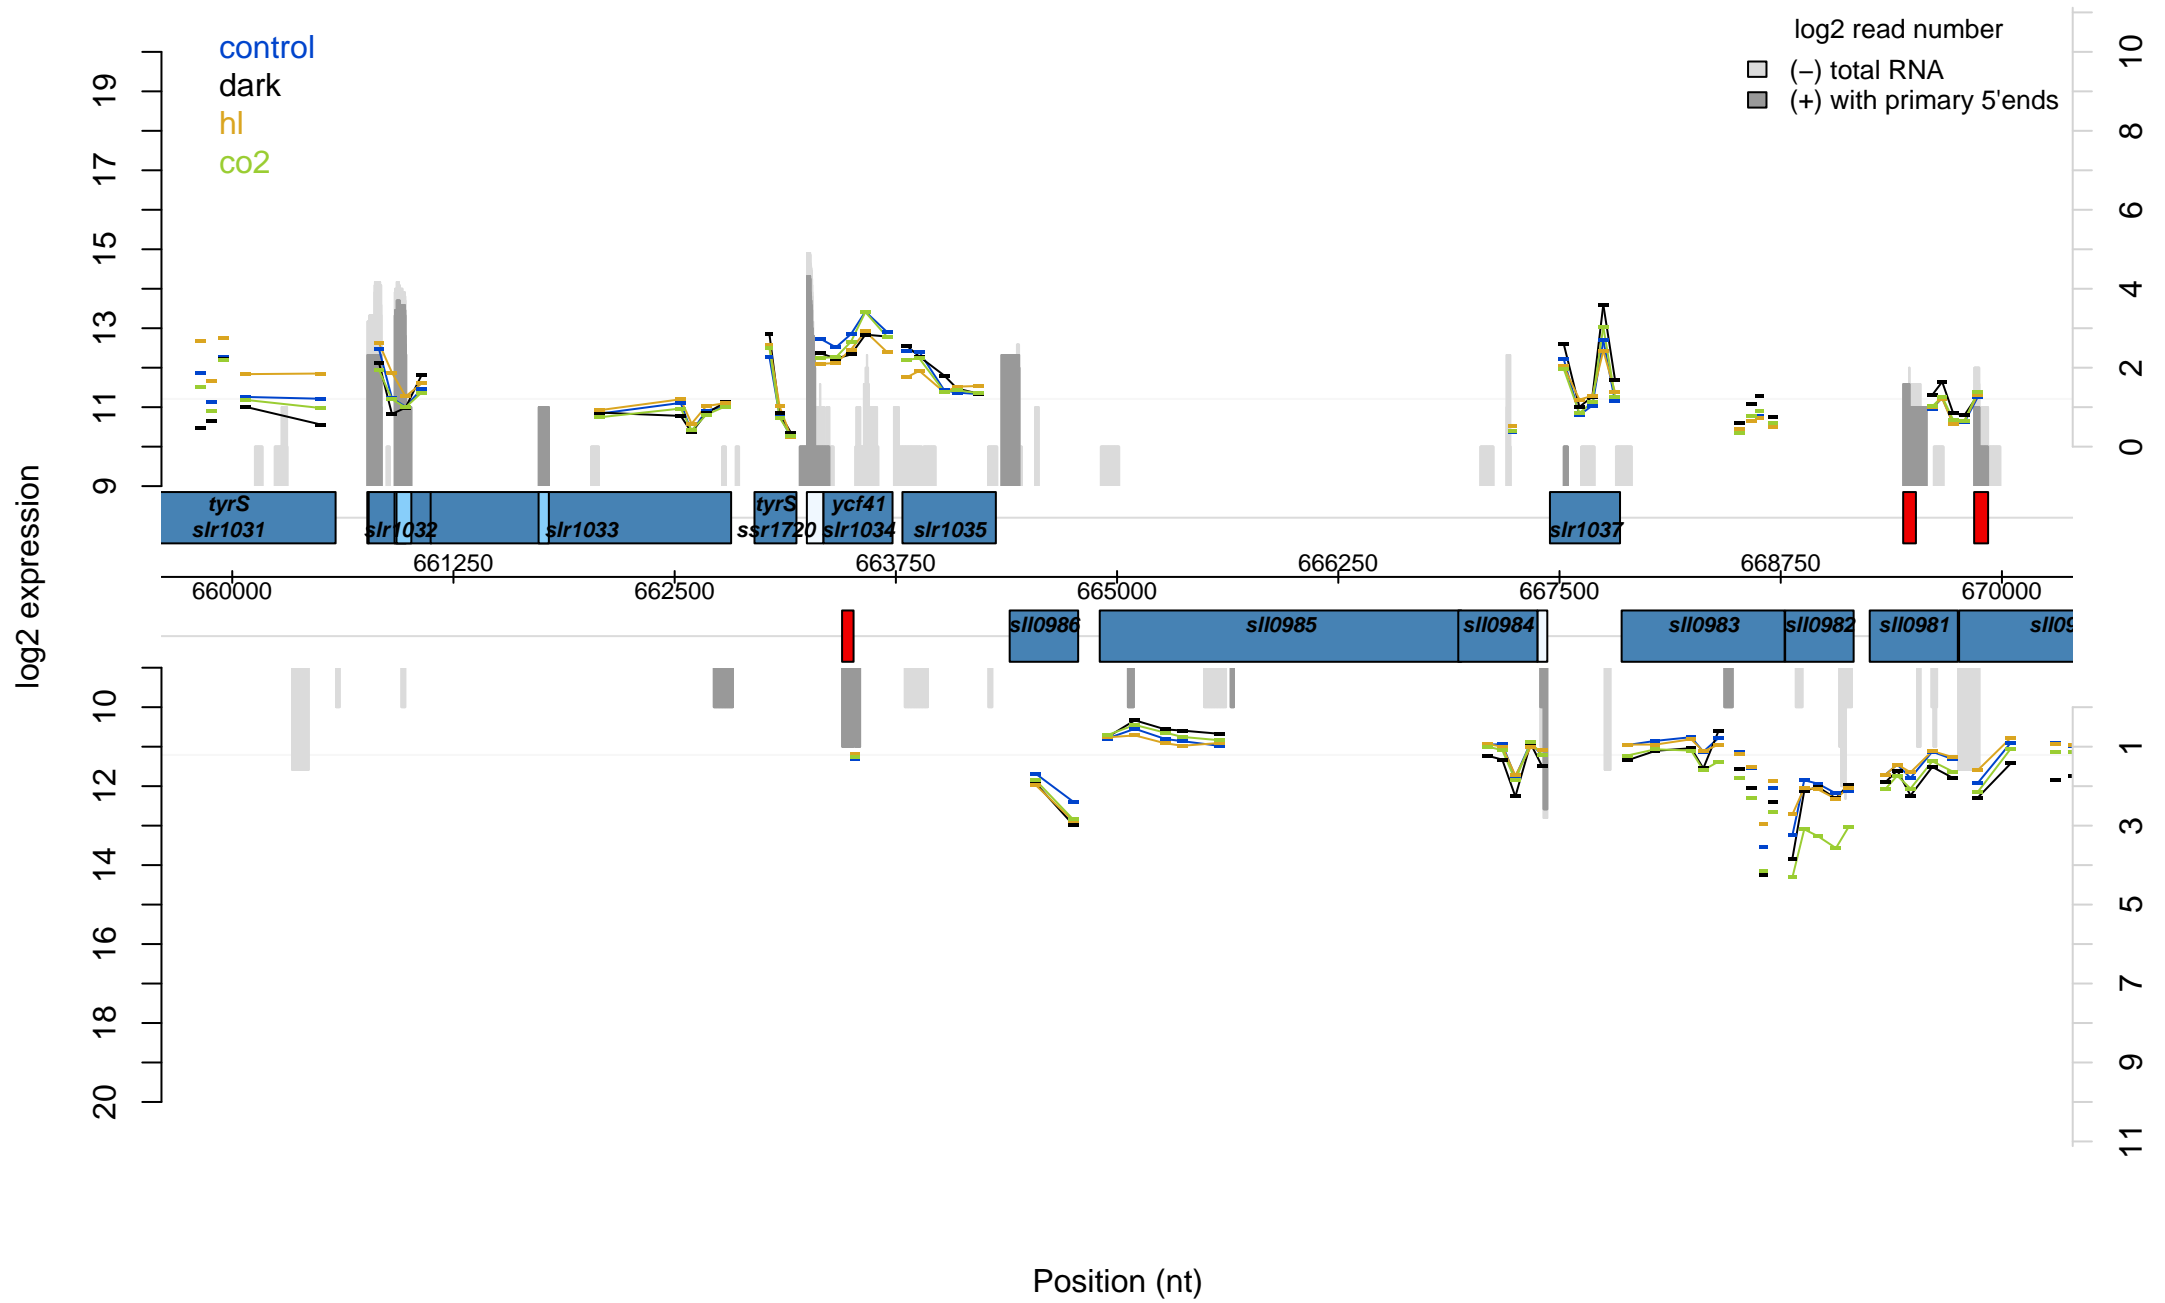 control
dark
hl
co2
log2 read number
(−) total RNA
(+) with primary 5'ends
19
17
15
13
11
9
10
8
6
4
2
0
log2 expression
tyrS
slr1031
slr1032
slr1033
tyrS
ssr1720
ycf41
slr1034
slr1035
slr1037
661250
663750
666250
668750
660000
662500
665000
667500
670000
sll0986
sll0985
sll0984
sll0983
sll0982
sll0981
sll09
10
12
14
16
18
20
1
3
5
7
9
11
Position (nt)